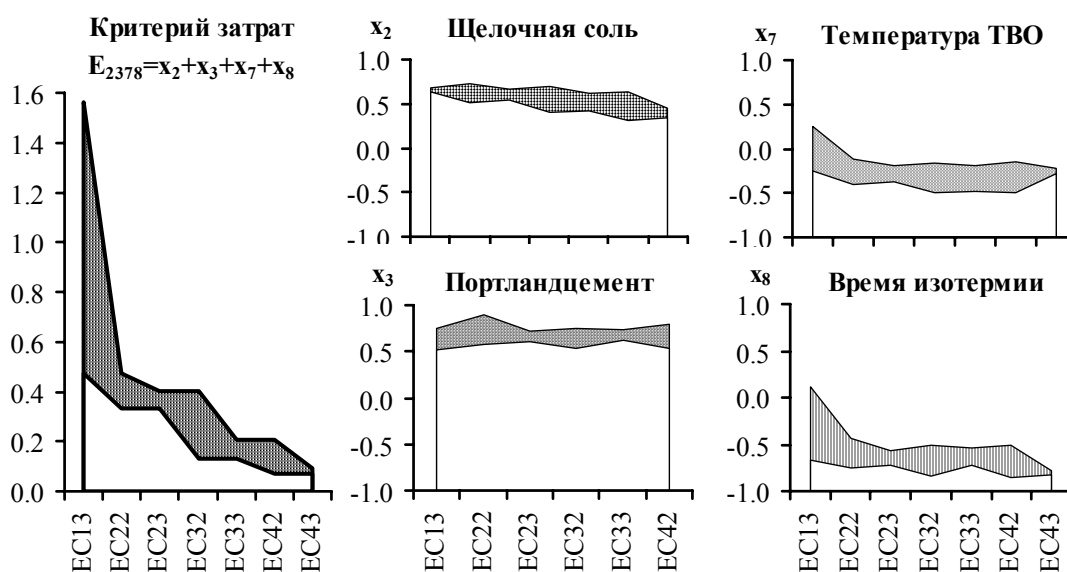 Критерий затрат
E2378=x2+x3+x7+x8
1.6
1.4
1.2
1.0
0.8
0.6
0.4
0.2
0.0
EC13
EC22
EC23
EC32
EC33
EC42
EC43
x2 Щелочная соль
1.0
0.5
0.0
-0.5
-1.0
x7 Температура ТВО
1.0
0.5
0.0
-0.5
-1.0
x3 Портландцемент
1.0
0.5
0.0
-0.5
-1.0
EC13
EC22
EC23
EC32
EC33
EC42
x8 Время изотермии
1.0
0.5
0.0
-0.5
-1.0
EC13
EC22
EC23
EC32
EC33
EC42
EC43